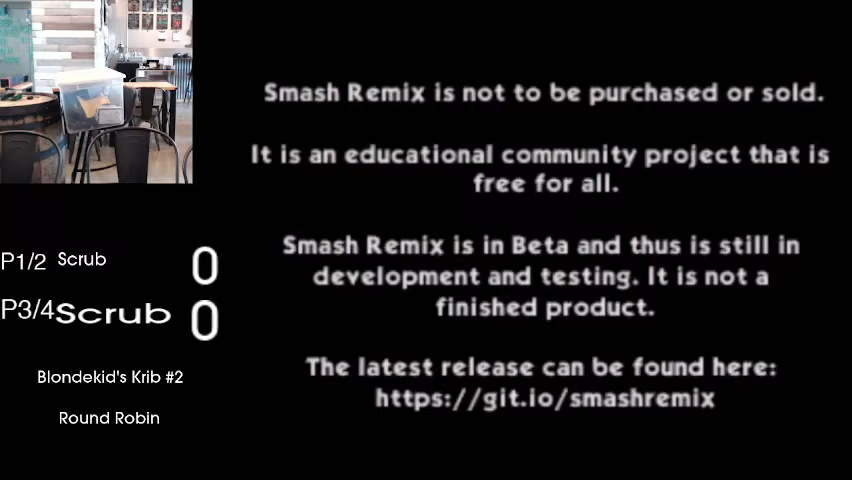 Smash Remix is not to be purchased or sold.
It is an educational community project that is
free for all.
Smash Remix is in Beta and thus is still in
development and testing. It is not a
finished product.
The latest release can be found here:
https://git.io/smashremix
P1/2 Scrub 0
P3/4 Scrub 0
Blondekid's Krib #2
Round Robin